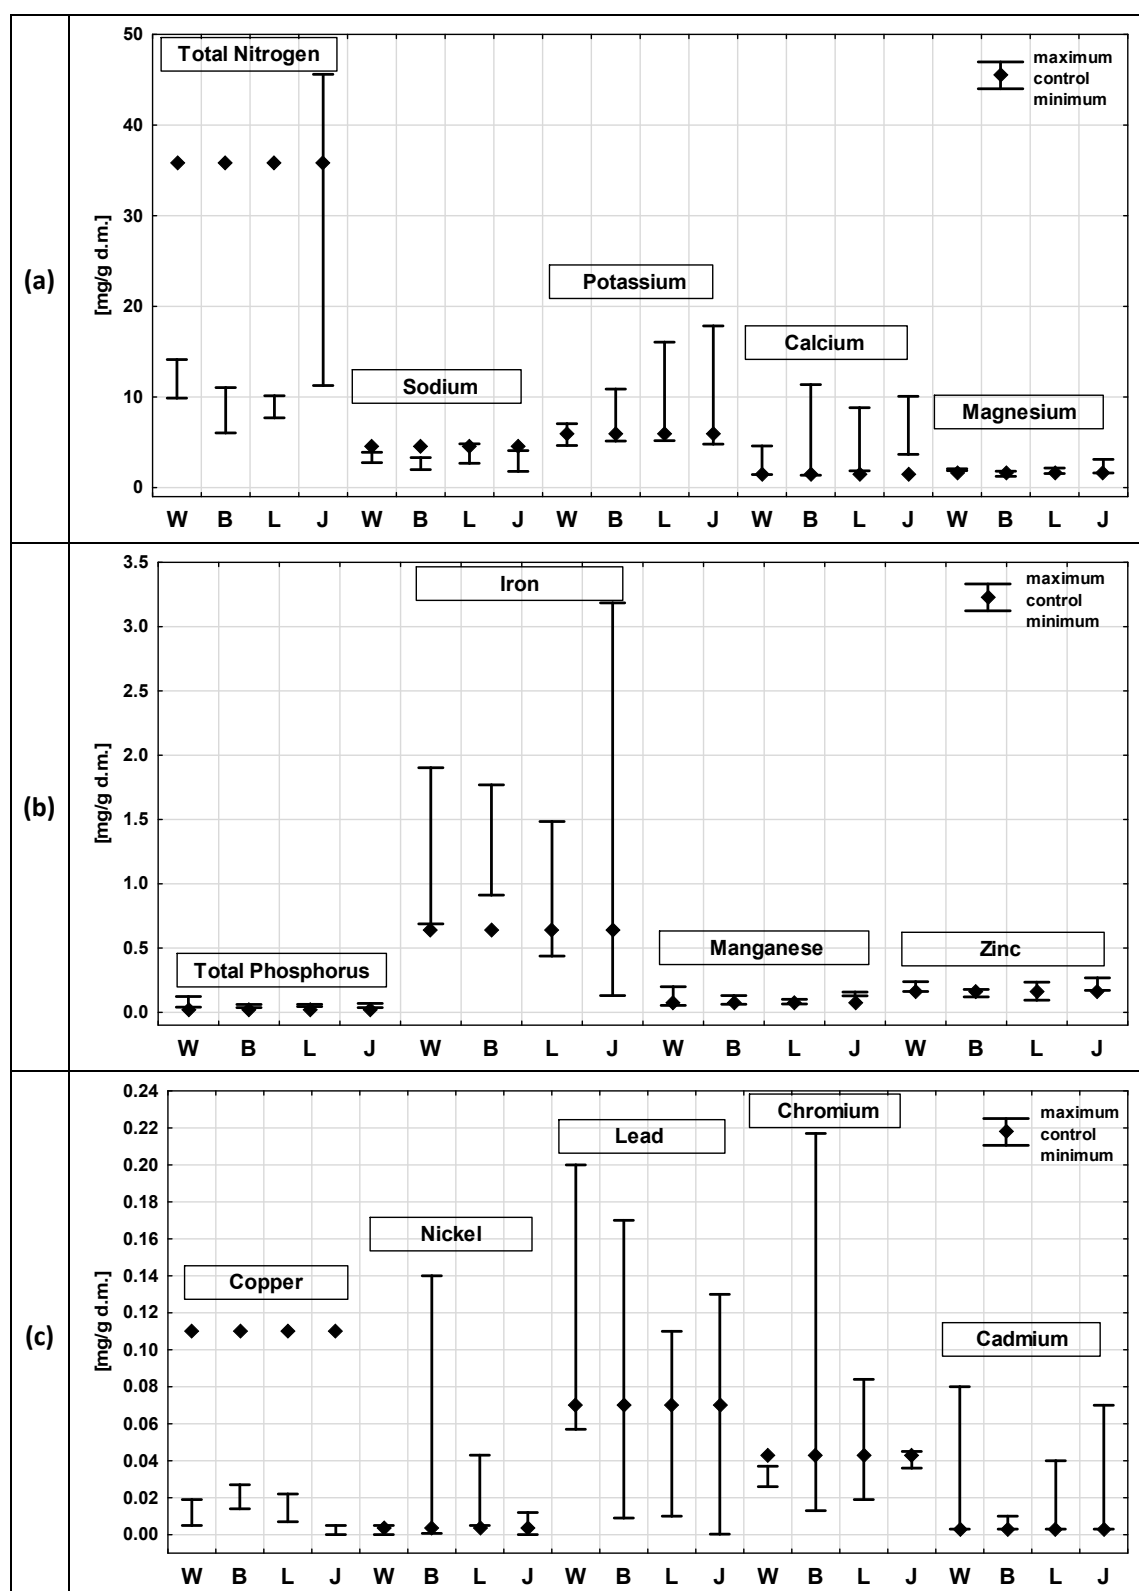 (a)
[mg/g d.m.]
50
40
30
20
10
0
Total Nitrogen
Sodium
Potassium
Calcium
Magnesium
maximum
control
minimum
W B L J W B L J W B L J W B L J W B L J
(b)
[mg/g d.m.]
3.5
3.0
2.5
2.0
1.5
1.0
0.5
0.0
Total Phosphorus
Iron
Manganese
Zinc
maximum
control
minimum
W B L J W B L J W B L J W B L J
(c)
[mg/g d.m.]
0.24
0.22
0.20
0.18
0.16
0.14
0.12
0.10
0.08
0.06
0.04
0.02
0.00
Copper
Nickel
Lead
Chromium
Cadmium
maximum
control
minimum
W B L J W B L J W B L J W B L J W B L J